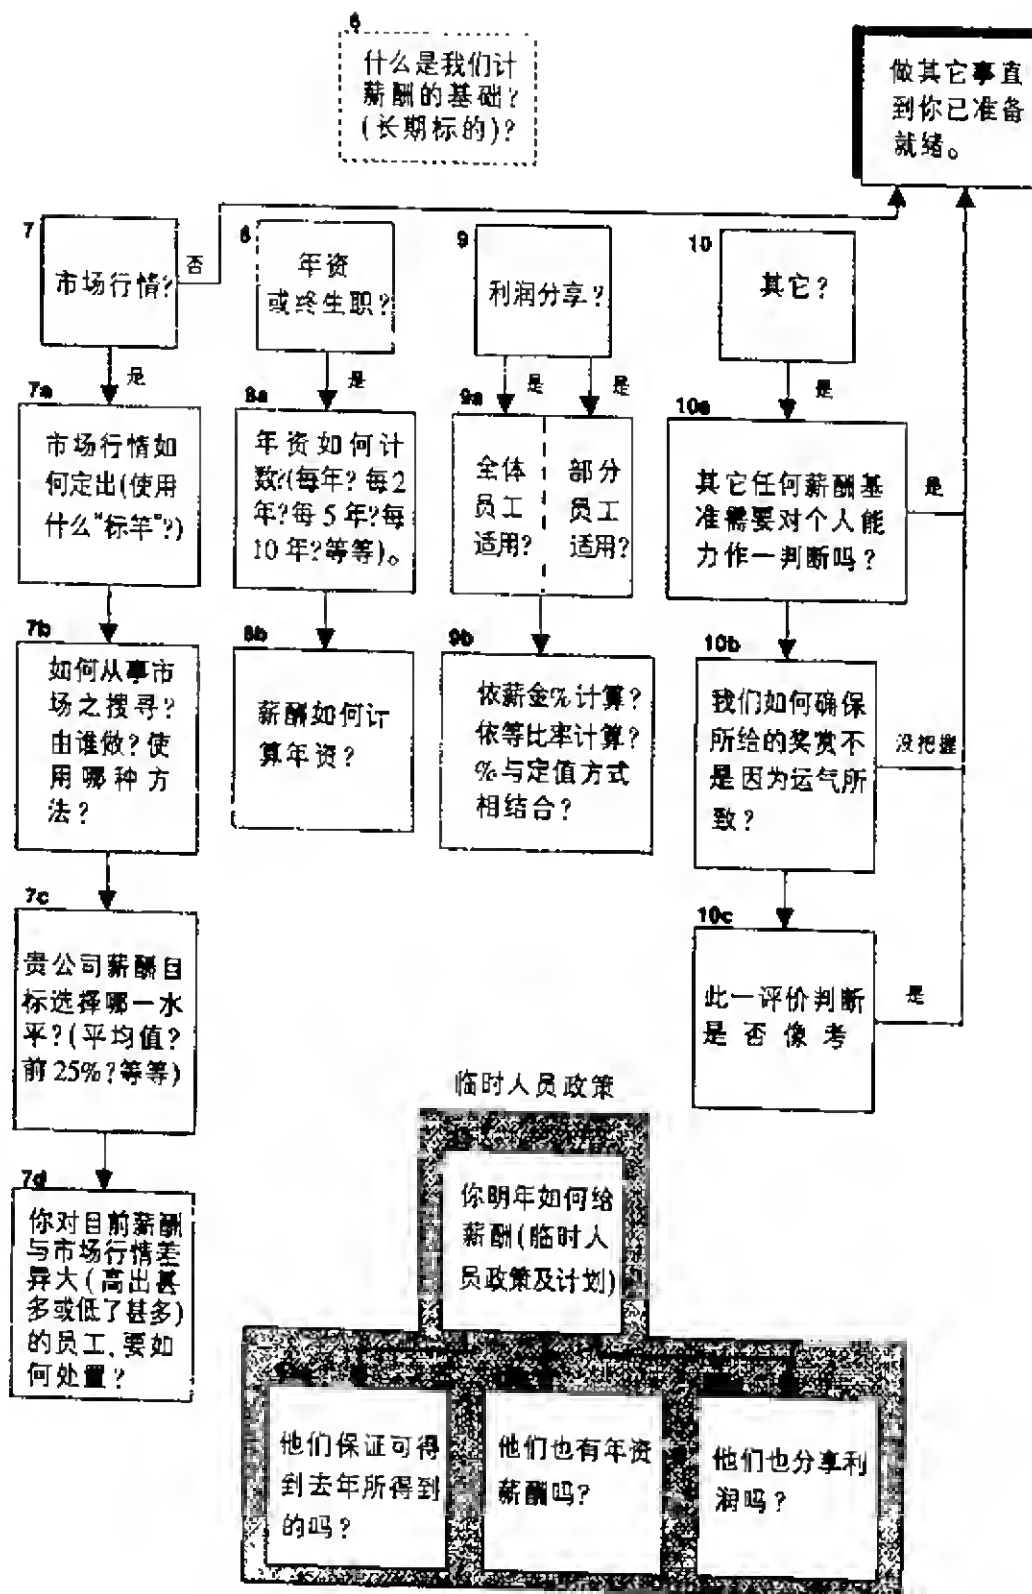 6
什么是我们计
薪酬的基础?
(长期标的)?
做其它事直
到你已准备
就绪。
7
市场行情?
否
8
年资
或终生职?
9
利润分享?
10
其它?
是
7a
市场行情如
何定出(使用
什么"标竿"?)
是
8a
年资如何计
数?(每年? 每2
年?每5年?每
10年?等等)。
是
是
9a
全体
员工
适用?
部分
员工
适用?
是
10a
其它任何薪酬基
准需要对个人能
力作一判断吗?
是
7b
如何从事市
场之搜寻?
由谁做?使
用哪种方
法?
8b
薪酬如何计
算年资?
9b
依薪金%计算?
依等比率计算?
%与定值方式
相结合?
10b
我们如何确保
所给的奖赏不
是因为运气所
致?
没把握
7c
贵公司薪酬目
标选择哪一水
平?(平均值?
前25%?等等)
10c
此一评价判断
是否像考
是
7d
你对目前薪酬
与市场行情差
异大(高出甚
多或低了甚多)
的员工,要如
何处置?
临时人员政策
你明年如何给
薪酬(临时人
员政策及计划)
他们保证可得
到去年所得到
的吗?
他们也有年资
薪酬吗?
他们也分享利
润吗?